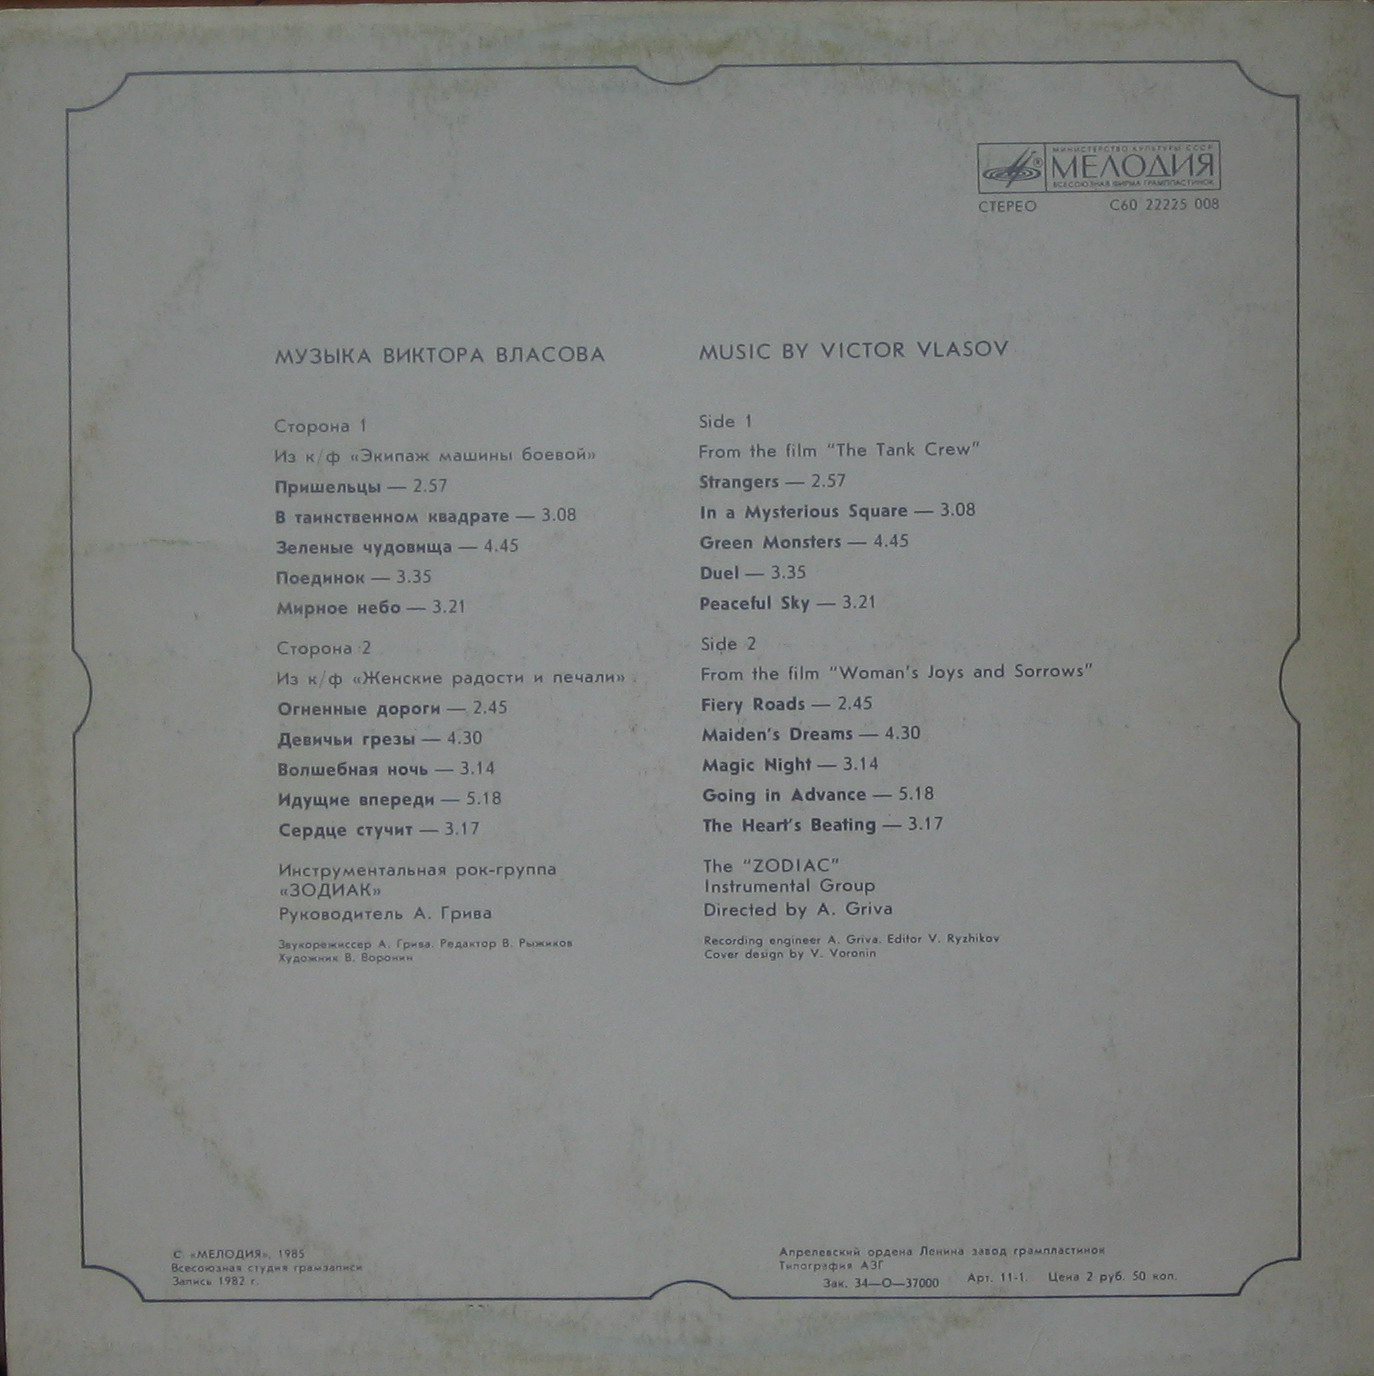 МИНИСТЕРСТВО КУЛЬТУРЫ СССР
МЕЛОДИЯ
ВСЕСОЮЗНАЯ ФИРМА ГРАМПЛАСТИНОК
СТЕРЕО С60 22225 008
МУЗЫКА ВИКТОРА ВЛАСОВА
Сторона 1
Из к/ф «Экипаж машины боевой»
Пришельцы — 2.57
В таинственном квадрате — 3.08
Зеленые чудовища — 4.45
Поединок — 3.35
Мирное небо — 3.21
Сторона 2
Из к/ф «Женские радости и печали»
Огненные дороги — 2.45
Девичьи грезы — 4.30
Волшебная ночь — 3.14
Идущие впереди — 5.18
Сердце стучит — 3.17
Инструментальная рок-группа
«ЗОДИАК»
Руководитель А. Грива
Звукорежиссер А. Грива. Редактор В. Рыжиков
Художник В. Воронин
MUSIC BY VICTOR VLASOV
Side 1
From the film "The Tank Crew"
Strangers — 2.57
In a Mysterious Square — 3.08
Green Monsters — 4.45
Duel — 3.35
Peaceful Sky — 3.21
Side 2
From the film "Woman's Joys and Sorrows"
Fiery Roads — 2.45
Maiden's Dreams — 4.30
Magic Night — 3.14
Going in Advance — 5.18
The Heart's Beating — 3.17
The "ZODIAC"
Instrumental Group
Directed by A. Griva
Recording engineer A. Griva. Editor V. Ryzhikov
Cover design by V. Voronin
С «МЕЛОДИЯ», 1985
Всесоюзная студия грамзаписи
Запись 1982 г.
Апрелевский ордена Ленина завод грампластинок
Типография АЗГ
Зак. 34—О—37000 Арт. 11-1. Цена 2 руб. 50 коп.